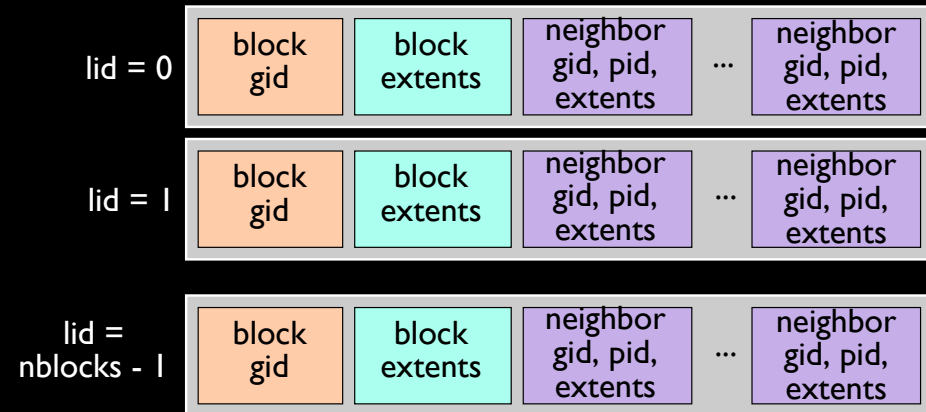 lid = 0
block
gid
block
extents
neighbor
gid, pid,
extents
...
neighbor
gid, pid,
extents
lid = 1
block
gid
block
extents
neighbor
gid, pid,
extents
...
neighbor
gid, pid,
extents
lid =
nblocks - 1
block
gid
block
extents
neighbor
gid, pid,
extents
...
neighbor
gid, pid,
extents